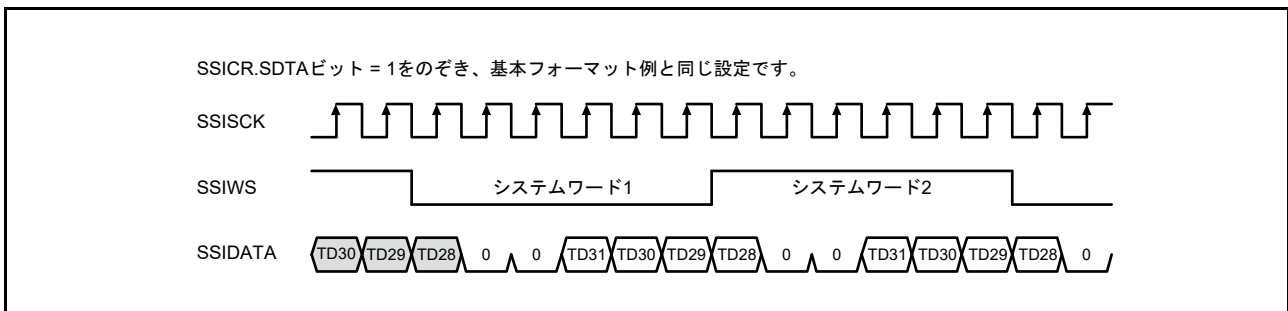 SSICR.SDTAビット = 1をのぞき、基本フォーマット例と同じ設定です。
SSISCK
SSIWS システムワード1 システムワード2
SSIDATA TD30 TD29 TD28 0 0 TD31 TD30 TD29 TD28 0 0 TD31 TD30 TD29 TD28 0